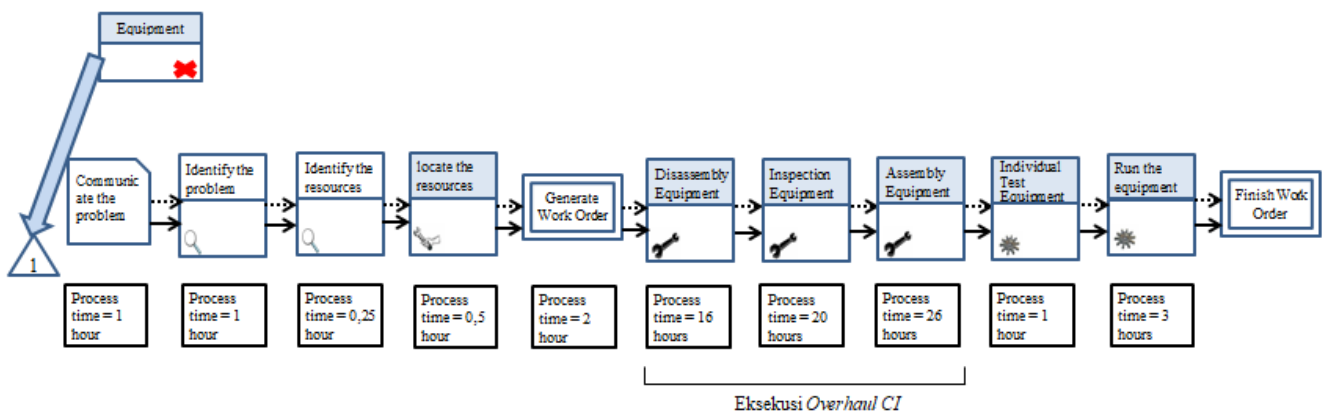 Equipment
Communic
ate the
problem
Identify the
problem
Identify the
resources
locate the
resources
Generate
Work Order
Disassembly
Equipment
Inspection
Equipment
Assembly
Equipment
Individual
Test
Equipment
Run the
equipment
Finish Work
Order
1
Process
time = 1
hour
Process
time = 1
hour
Process
time = 0,25
hour
Process
time = 0,5
hour
Process
time = 2
hour
Process
time = 16
hours
Process
time = 20
hours
Process
time = 26
hours
Process
time = 1
hour
Process
time = 3
hours
Eksekusi Overhaul CI